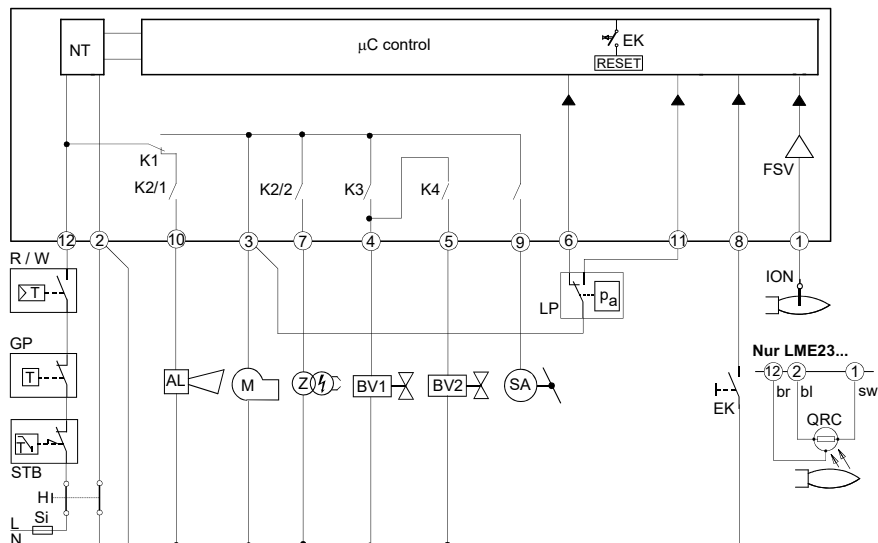 NT
µC control
EK
RESET
FSV
K1
K2/1
K2/2
K3
K4
12
2
10
3
7
4
5
9
6
11
8
1
R / W
T
GP
T
STB
T
H
L
Si
N
AL
M
Z
BV1
BV2
SA
LP
pa
ION
EK
Nur LME23...
12
2
1
br
bl
sw
QRC